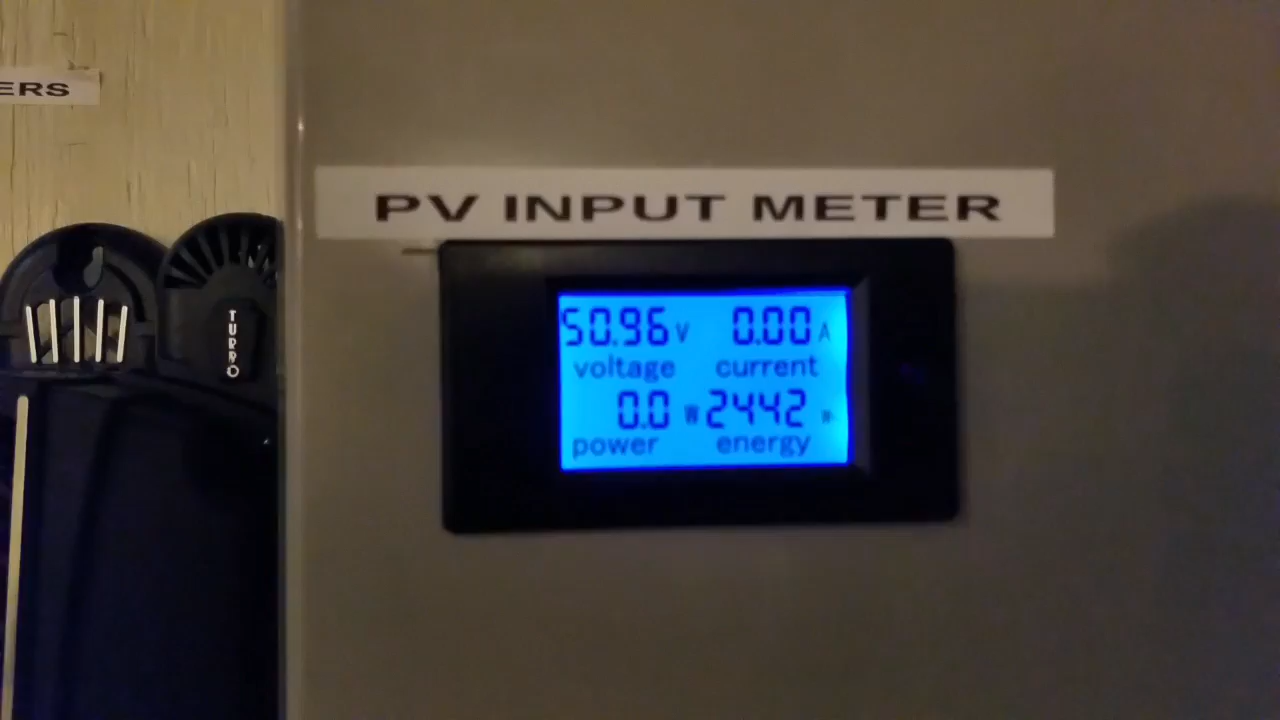 ERS
PV INPUT METER
TURBO
50.96 V 0.00 A
voltage current
0.0 W 2442
power energy